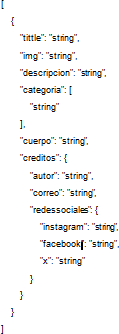 [
{
"tittle": "string",
"img": "string",
"descripcion": "string",
"categoria": [
"string"
],
"cuerpo": "string",
"creditos": {
"autor": "string",
"correo": "string",
"redessociales": {
"instagram": "string",
"facebook": "string",
"x": "string"
}
}
}
]